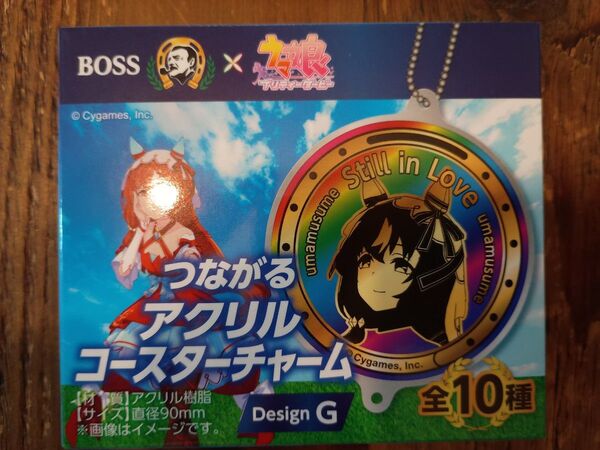 BOSS × ウマ娘
プリティーダービー
© Cygames, Inc.
Still in Love
umamusume
umamusume
© Cygames, Inc.
つながる
アクリル
コースターチャーム
【材 質】アクリル樹脂
【サイズ】直径90mm
※画像はイメージです。
Design G
全10種